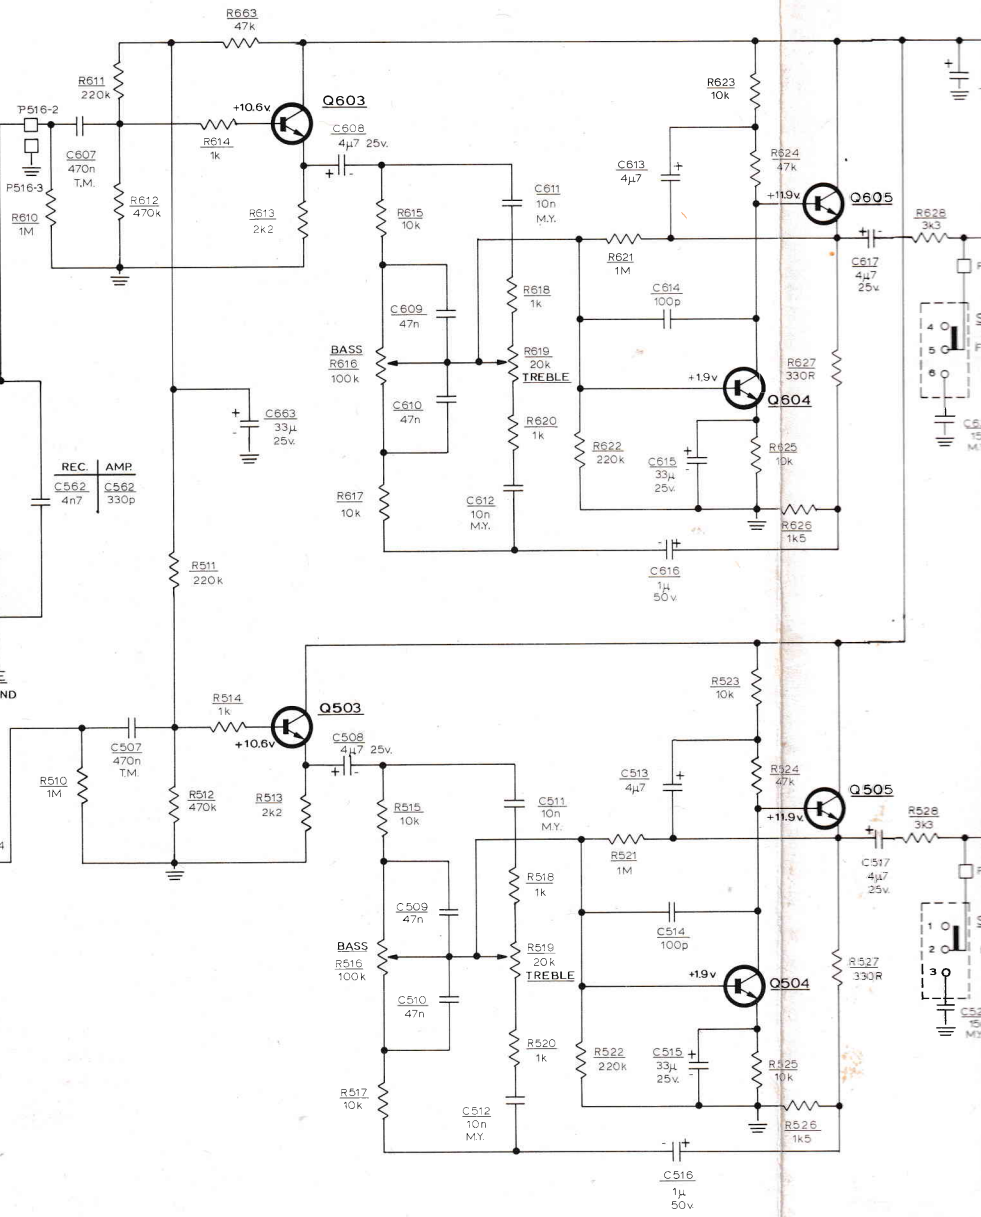 R663
47k
R611
220k
P516-2
+10.6v.
Q603
C608
4µ7 25v.
R614
1k
C607
470n
T.M.
P516-3
R610
1M
R612
470k
R613
2k2
R615
10k
C611
10n
M.Y.
C613
4µ7
+
R623
10k
R624
47k
+11.9v.
Q605
R628
3k3
+ -
C617
4µ7
25v.
R621
1M
C614
100p
R618
1k
C609
47n
BASS
R616
100k
R619
20k
TREBLE
C610
47n
R620
1k
+1.9v
Q604
R627
330R
4
5
6
C663
33µ
25v.
R622
220k
C615
33µ
25v.
R625
10k
R626
1k5
REC. AMP.
C562 C562
4n7 330p
R617
10k
C612
10n
M.Y.
- +
C616
1µ
50v.
R511
220k
E
ND
R514
1k
Q503
+10.6v
C508
4µ7 25v.
+ -
C507
470n
T.M.
R510
1M
R512
470k
R513
2k2
R515
10k
C511
10n
M.Y.
C513
4µ7
+
R523
10k
R524
47k
+11.9v.
Q505
R528
3k3
+ -
C517
4µ7
25v.
4
R521
1M
R518
1k
C509
47n
C514
100p
BASS
R516
100k
R519
20k
TREBLE
C510
47n
+1.9v
Q504
R527
330R
1
2
3
R520
1k
R522
220k
C515
33µ
25v.
R525
10k
R526
1k5
R517
10k
C512
10n
M.Y.
- +
C516
1µ
50v.